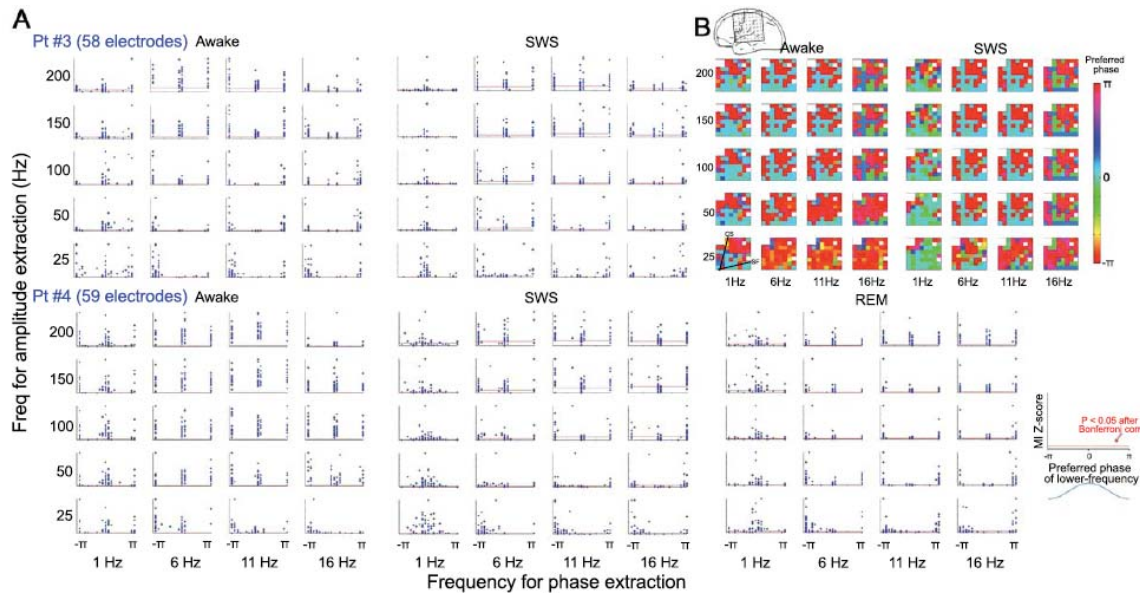 A
Pt #3 (58 electrodes) Awake
SWS
200
150
100
50
25
Freq for amplitude extraction (Hz)
Pt #4 (59 electrodes) Awake
SWS
REM
200
150
100
50
25
-π π -π π
-π π -π π
-π π -π π
1 Hz 6 Hz 11 Hz 16 Hz
1 Hz 6 Hz 11 Hz 16 Hz
1 Hz 6 Hz 11 Hz 16 Hz
Frequency for phase extraction
B
Awake
SWS
Preferred
phase
π
0
-π
200
150
100
50
25
CS
SF
1Hz 6Hz 11Hz 16Hz 1Hz 6Hz 11Hz 16Hz
MI Z-score
P < 0.05 after
Bonferron corr
-π 0 π
Preferred phase
of lower-frequency